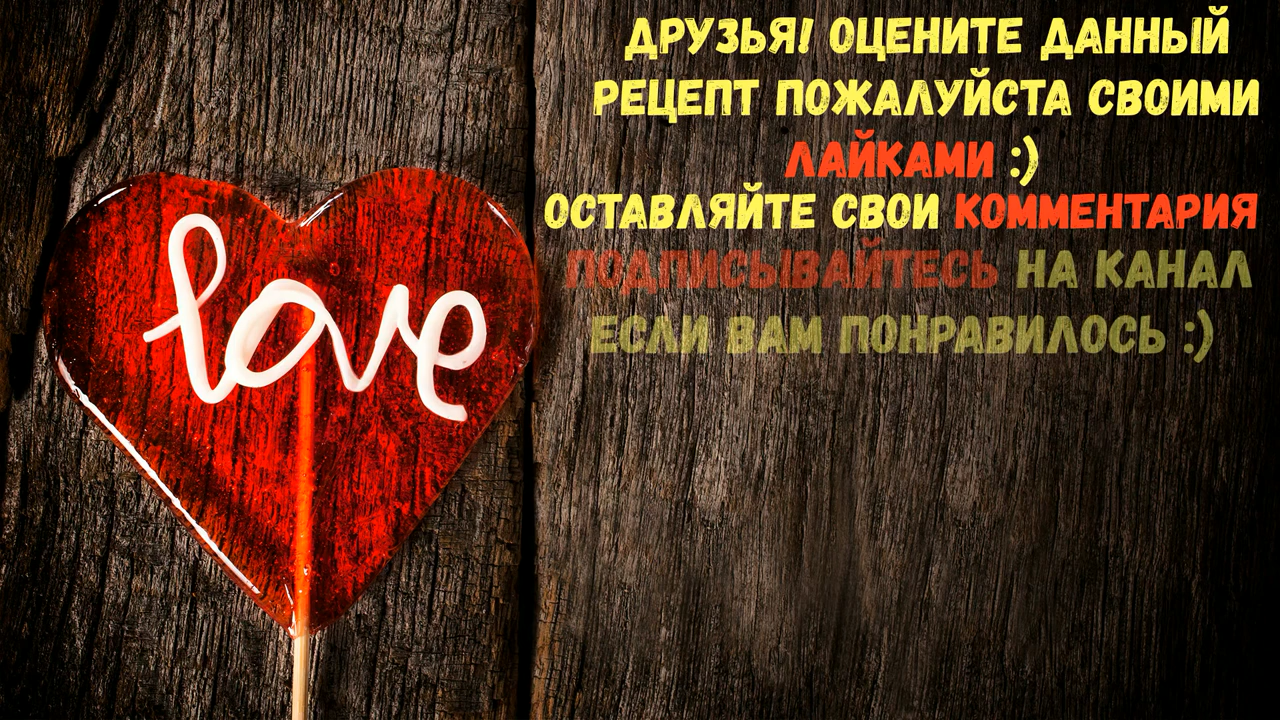 love
ДРУЗЬЯ! ОЦЕНИТЕ ДАННЫЙ
РЕЦЕПТ ПОЖАЛУЙСТА СВОИМИ
ЛАЙКАМИ :)
ОСТАВЛЯЙТЕ СВОИ КОММЕНТАРИЯ
ПОДПИСЫВАЙТЕСЬ НА КАНАЛ
ЕСЛИ ВАМ ПОНРАВИЛОСЬ :)